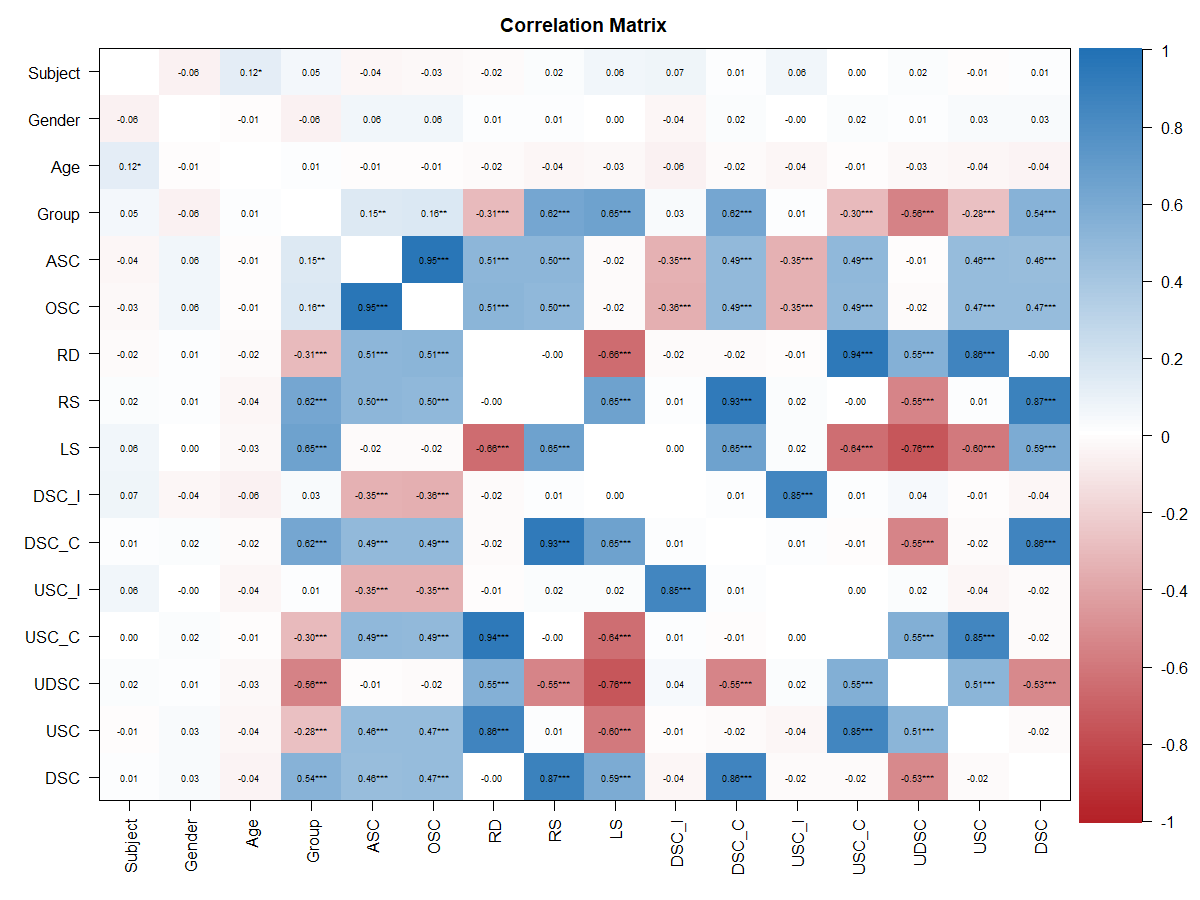 Correlation Matrix
Subject -0.06 0.12* 0.05 -0.04 -0.03 -0.02 0.02 0.06 0.07 0.01 0.06 0.00 0.02 -0.01 0.01
Gender -0.06 -0.01 -0.06 0.06 0.06 0.01 0.01 0.00 -0.04 0.02 -0.00 0.02 0.01 0.03 0.03
Age 0.12* -0.01 0.01 -0.01 -0.01 -0.02 -0.04 -0.03 -0.06 -0.02 -0.04 -0.01 -0.03 -0.04 -0.04
Group 0.05 -0.06 0.01 0.15** 0.16** -0.31*** 0.62*** 0.65*** 0.03 0.62*** 0.01 -0.30*** -0.56*** -0.28*** 0.54***
ASC -0.04 0.06 -0.01 0.15** 0.95*** 0.51*** 0.50*** -0.02 -0.35*** 0.49*** -0.35*** 0.49*** -0.01 0.46*** 0.46***
OSC -0.03 0.06 -0.01 0.16** 0.95*** 0.51*** 0.50*** -0.02 -0.36*** 0.49*** -0.35*** 0.49*** -0.02 0.47*** 0.47***
RD -0.02 0.01 -0.02 -0.31*** 0.51*** 0.51*** -0.00 -0.66*** -0.02 -0.02 -0.01 0.94*** 0.55*** 0.86*** -0.00
RS 0.02 0.01 -0.04 0.62*** 0.50*** 0.50*** -0.00 0.65*** 0.01 0.93*** 0.02 -0.00 -0.55*** 0.01 0.87***
LS 0.06 0.00 -0.03 0.65*** -0.02 -0.02 -0.66*** 0.65*** 0.00 0.65*** 0.02 -0.64*** -0.76*** -0.60*** 0.59***
DSC_I 0.07 -0.04 -0.06 0.03 -0.35*** -0.36*** -0.02 0.01 0.00 0.01 0.85*** 0.01 0.04 -0.01 -0.04
DSC_C 0.01 0.02 -0.02 0.62*** 0.49*** 0.49*** -0.02 0.93*** 0.65*** 0.01 0.01 -0.01 -0.55*** -0.02 0.86***
USC_I 0.06 -0.00 -0.04 0.01 -0.35*** -0.35*** -0.01 0.02 0.02 0.85*** 0.01 0.00 0.02 -0.04 -0.02
USC_C 0.00 0.02 -0.01 -0.30*** 0.49*** 0.49*** 0.94*** -0.00 -0.64*** 0.01 -0.01 0.00 0.55*** 0.85*** -0.02
UDSC 0.02 0.01 -0.03 -0.56*** -0.01 -0.02 0.55*** -0.55*** -0.76*** 0.04 -0.55*** 0.02 0.55*** 0.51*** -0.53***
USC -0.01 0.03 -0.04 -0.28*** 0.46*** 0.47*** 0.86*** 0.01 -0.60*** -0.01 -0.02 -0.04 0.85*** 0.51*** -0.02
DSC 0.01 0.03 -0.04 0.54*** 0.46*** 0.47*** -0.00 0.87*** 0.59*** -0.04 0.86*** -0.02 -0.02 -0.53*** -0.02
Subject Gender Age Group ASC OSC RD RS LS DSC_I DSC_C USC_I USC_C UDSC USC DSC
1
0.8
0.6
0.4
0.2
0
-0.2
-0.4
-0.6
-0.8
-1